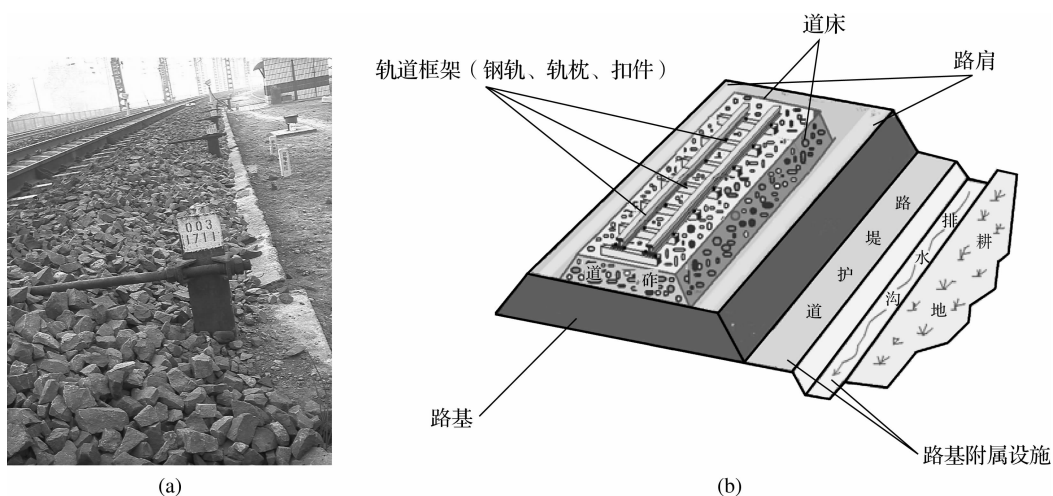 道床
路肩
轨道框架（钢轨、轨枕、扣件）
003
1711
道砟
路堤护道
排水沟
耕地
路基
路基附属设施
(a)
(b)